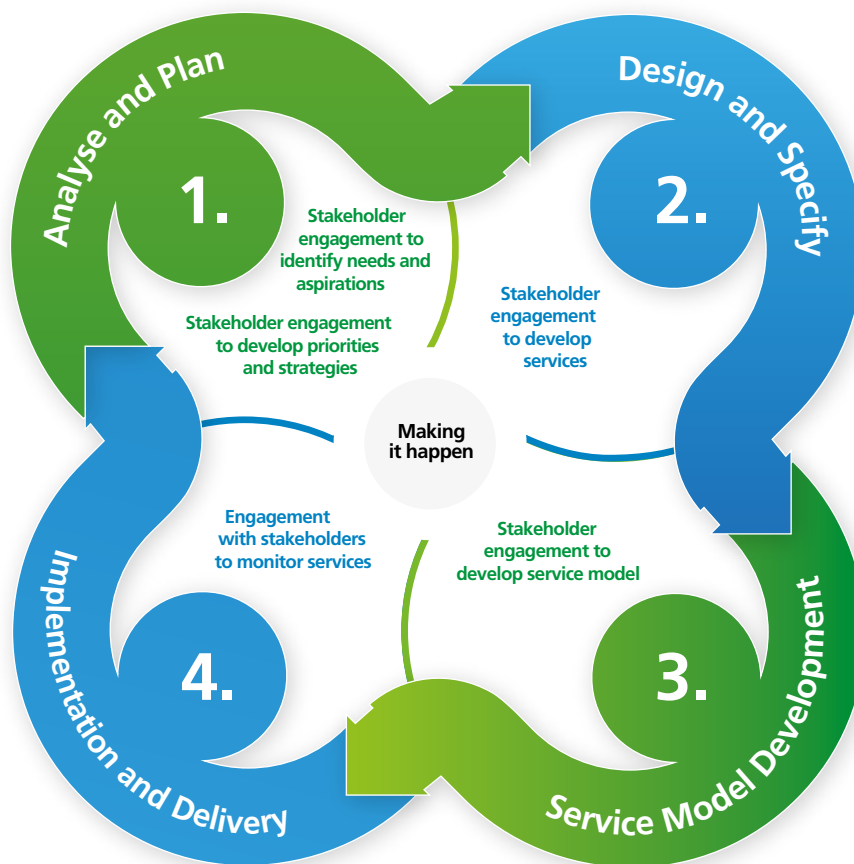 Analyse and Plan
1.
Stakeholder
engagement to
identify needs and
aspirations
Stakeholder engagement
to develop priorities
and strategies
Design and Specify
2.
Stakeholder
engagement
to develop
services
Making
it happen
Engagement
with stakeholders
to monitor services
4.
Implementation and Delivery
Stakeholder
engagement to
develop service model
3.
Service Model Development